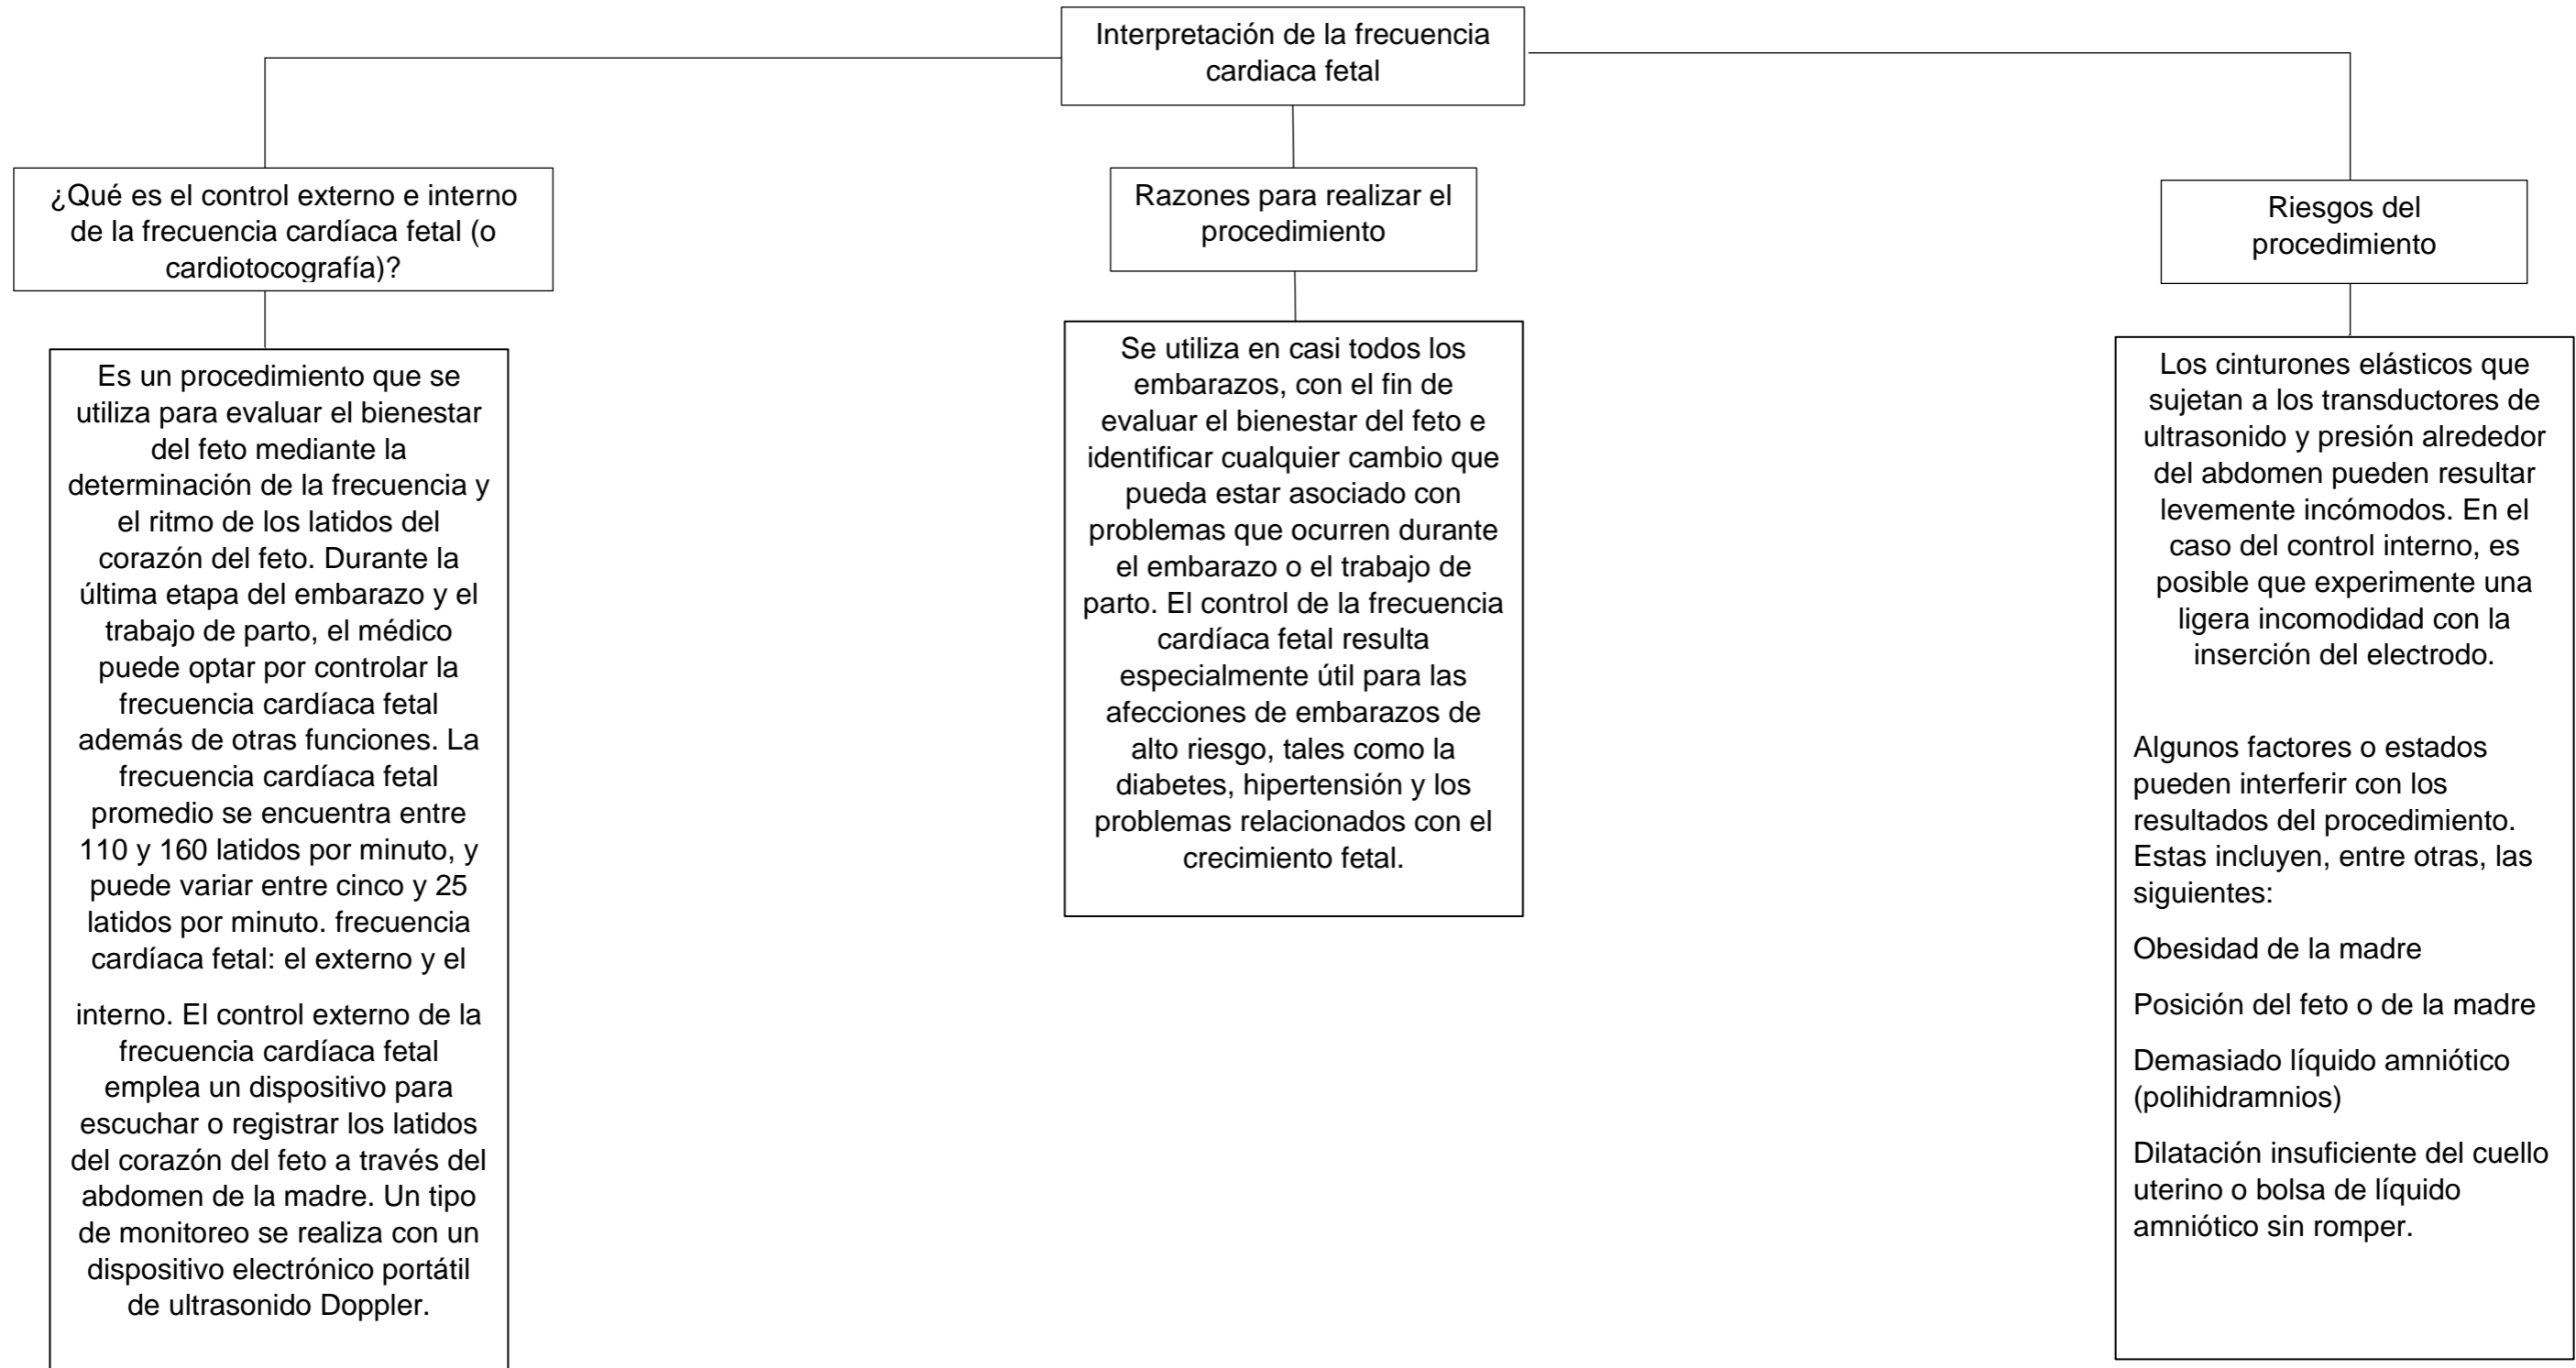 Interpretación de la frecuencia
cardiaca fetal
¿Qué es el control externo e interno
de la frecuencia cardíaca fetal (o
cardiotocografía)?
Es un procedimiento que se
utiliza para evaluar el bienestar
del feto mediante la
determinación de la frecuencia y
el ritmo de los latidos del
corazón del feto. Durante la
última etapa del embarazo y el
trabajo de parto, el médico
puede optar por controlar la
frecuencia cardíaca fetal
además de otras funciones. La
frecuencia cardíaca fetal
promedio se encuentra entre
110 y 160 latidos por minuto, y
puede variar entre cinco y 25
latidos por minuto. frecuencia
cardíaca fetal: el externo y el
interno. El control externo de la
frecuencia cardíaca fetal
emplea un dispositivo para
escuchar o registrar los latidos
del corazón del feto a través del
abdomen de la madre. Un tipo
de monitoreo se realiza con un
dispositivo electrónico portátil
de ultrasonido Doppler.
Razones para realizar el
procedimiento
Se utiliza en casi todos los
embarazos, con el fin de
evaluar el bienestar del feto e
identificar cualquier cambio que
pueda estar asociado con
problemas que ocurren durante
el embarazo o el trabajo de
parto. El control de la frecuencia
cardíaca fetal resulta
especialmente útil para las
afecciones de embarazos de
alto riesgo, tales como la
diabetes, hipertensión y los
problemas relacionados con el
crecimiento fetal.
Riesgos del
procedimiento
Los cinturones elásticos que
sujetan a los transductores de
ultrasonido y presión alrededor
del abdomen pueden resultar
levemente incómodos. En el
caso del control interno, es
posible que experimente una
ligera incomodidad con la
inserción del electrodo.
Algunos factores o estados
pueden interferir con los
resultados del procedimiento.
Estas incluyen, entre otras, las
siguientes:
Obesidad de la madre
Posición del feto o de la madre
Demasiado líquido amniótico
(polihidramnios)
Dilatación insuficiente del cuello
uterino o bolsa de líquido
amniótico sin romper.